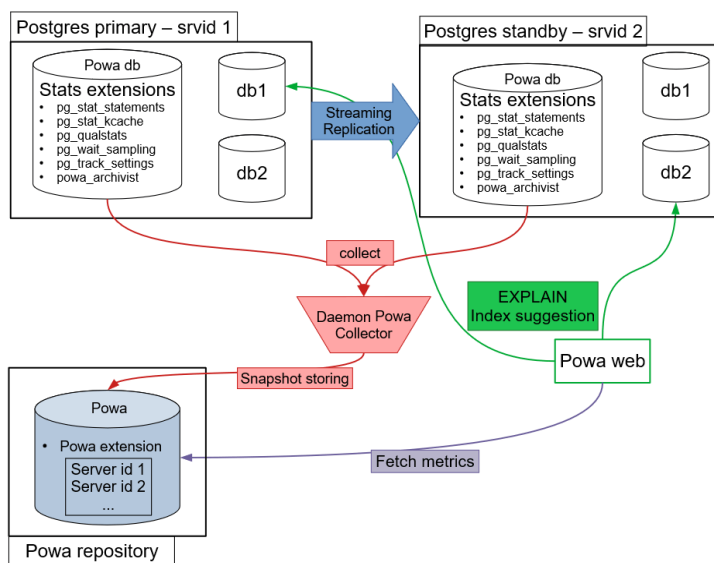 Postgres primary – srvid 1
Powa db
Stats extensions
• pg_stat_statements
• pg_stat_kcache
• pg_qualstats
• pg_wait_sampling
• pg_track_settings
• powa_archivist
db1
db2
Streaming
Replication
Postgres standby – srvid 2
Powa db
Stats extensions
• pg_stat_statements
• pg_stat_kcache
• pg_qualstats
• pg_wait_sampling
• pg_track_settings
• powa_archivist
db1
db2
collect
Daemon Powa
Collector
EXPLAIN
Index suggestion
Powa web
Snapshot storing
Fetch metrics
Powa
• Powa extension
Server id 1
Server id 2
...
Powa repository